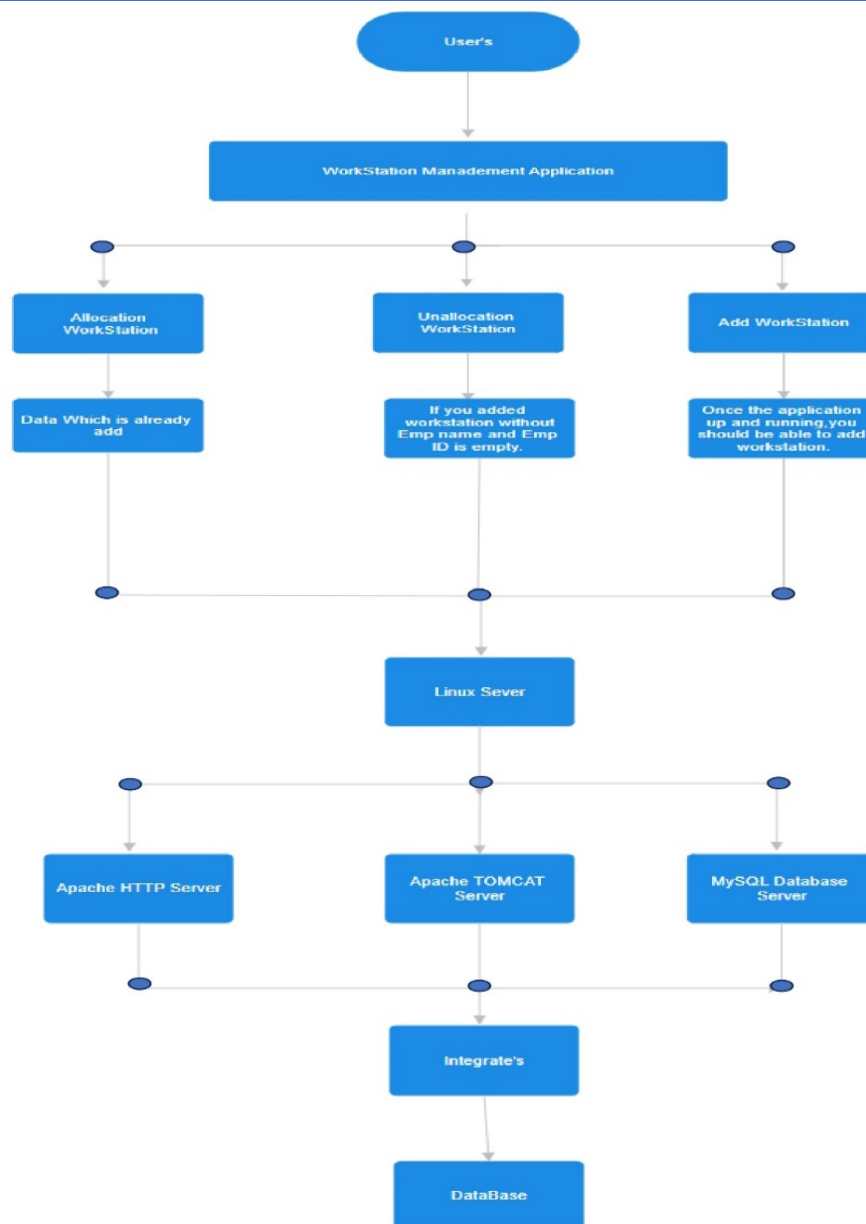 User's
WorkStation Manadement Application
Allocation
WorkStation
Unallocation
WorkStation
Add WorkStation
Data Which is already
add
If you added
workstation without
Emp name and Emp
ID is empty.
Once the application
up and running,you
should be able to add
workstation.
Linux Sever
Apache HTTP Server
Apache TOMCAT
Server
MySQL Database
Server
Integrate's
DataBase